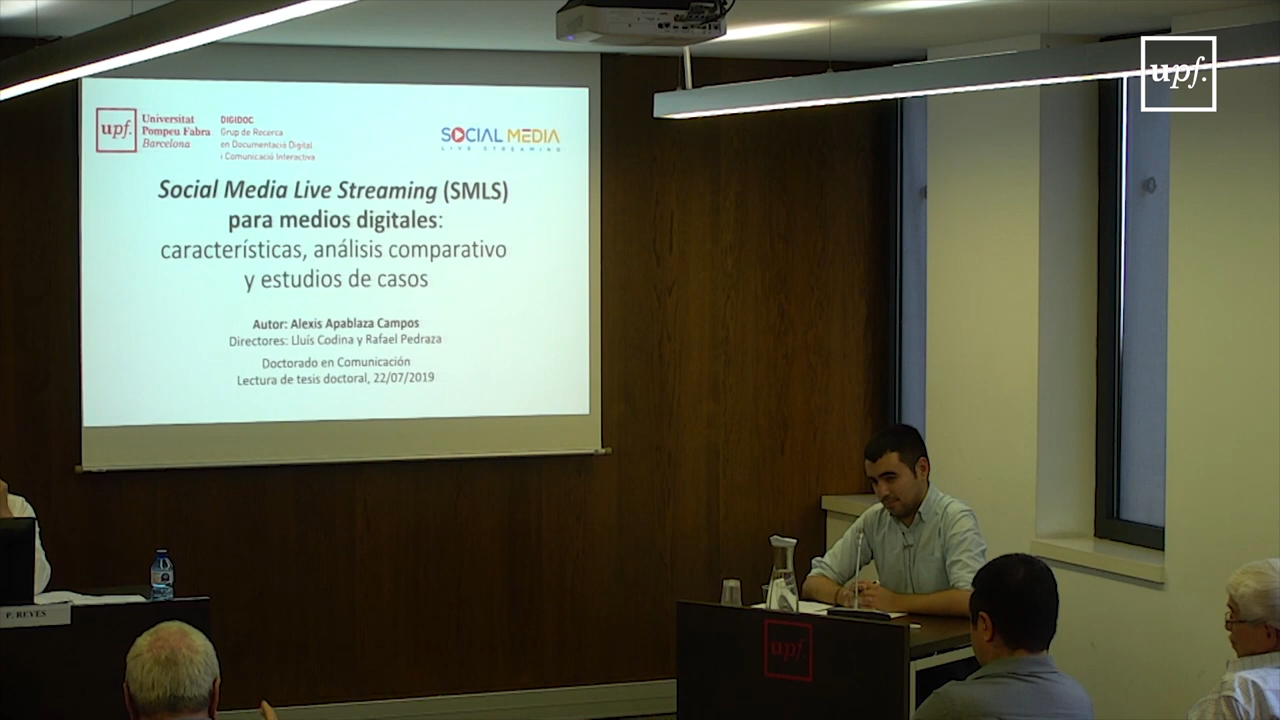 upf.
upf.
Universitat
Pompeu Fabra
Barcelona
DIGIDOC
Grup de Recerca
en Documentació Digital
i Comunicació Interactiva
SOCIAL MEDIA
LIVE STREAMING
Social Media Live Streaming (SMLS)
para medios digitales:
características, análisis comparativo
y estudios de casos
Autor: Alexis Apablaza Campos
Directores: Lluís Codina y Rafael Pedraza
Doctorado en Comunicación
Lectura de tesis doctoral, 22/07/2019
P. REYES
upf.